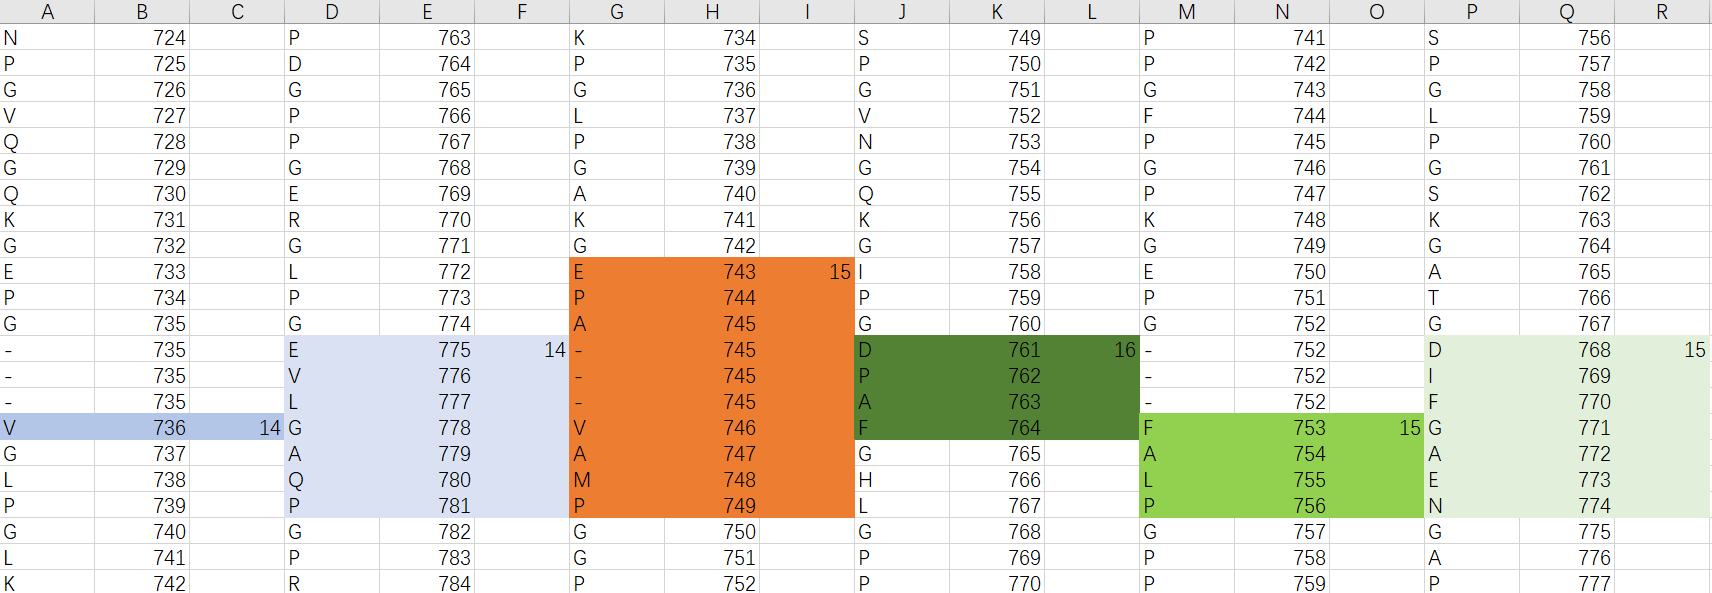 A B C D E F G H I J K L M N O P Q R
N 724 P 763 K 734 S 749 P 741 S 756
P 725 D 764 P 735 P 750 P 742 P 757
G 726 G 765 G 736 G 751 G 743 G 758
V 727 P 766 L 737 V 752 F 744 L 759
Q 728 P 767 P 738 N 753 P 745 P 760
G 729 G 768 G 739 G 754 G 746 G 761
Q 730 E 769 A 740 Q 755 P 747 S 762
K 731 R 770 K 741 K 756 K 748 K 763
G 732 G 771 G 742 G 757 G 749 G 764
E 733 L 772 E 743 15 I 758 E 750 A 765
P 734 P 773 P 744 P 759 P 751 T 766
G 735 G 774 A 745 G 760 G 752 G 767
- 735 E 775 14 - 745 D 761 16 - 752 D 768 15
- 735 V 776 - 745 P 762 - 752 I 769
- 735 L 777 - 745 A 763 - 752 F 770
V 736 14 G 778 V 746 F 764 F 753 15 G 771
G 737 A 779 A 747 G 765 A 754 A 772
L 738 Q 780 M 748 H 766 L 755 E 773
P 739 P 781 P 749 L 767 P 756 N 774
G 740 G 782 G 750 G 768 G 757 G 775
L 741 P 783 G 751 P 769 P 758 A 776
K 742 R 784 P 752 P 770 P 759 P 777